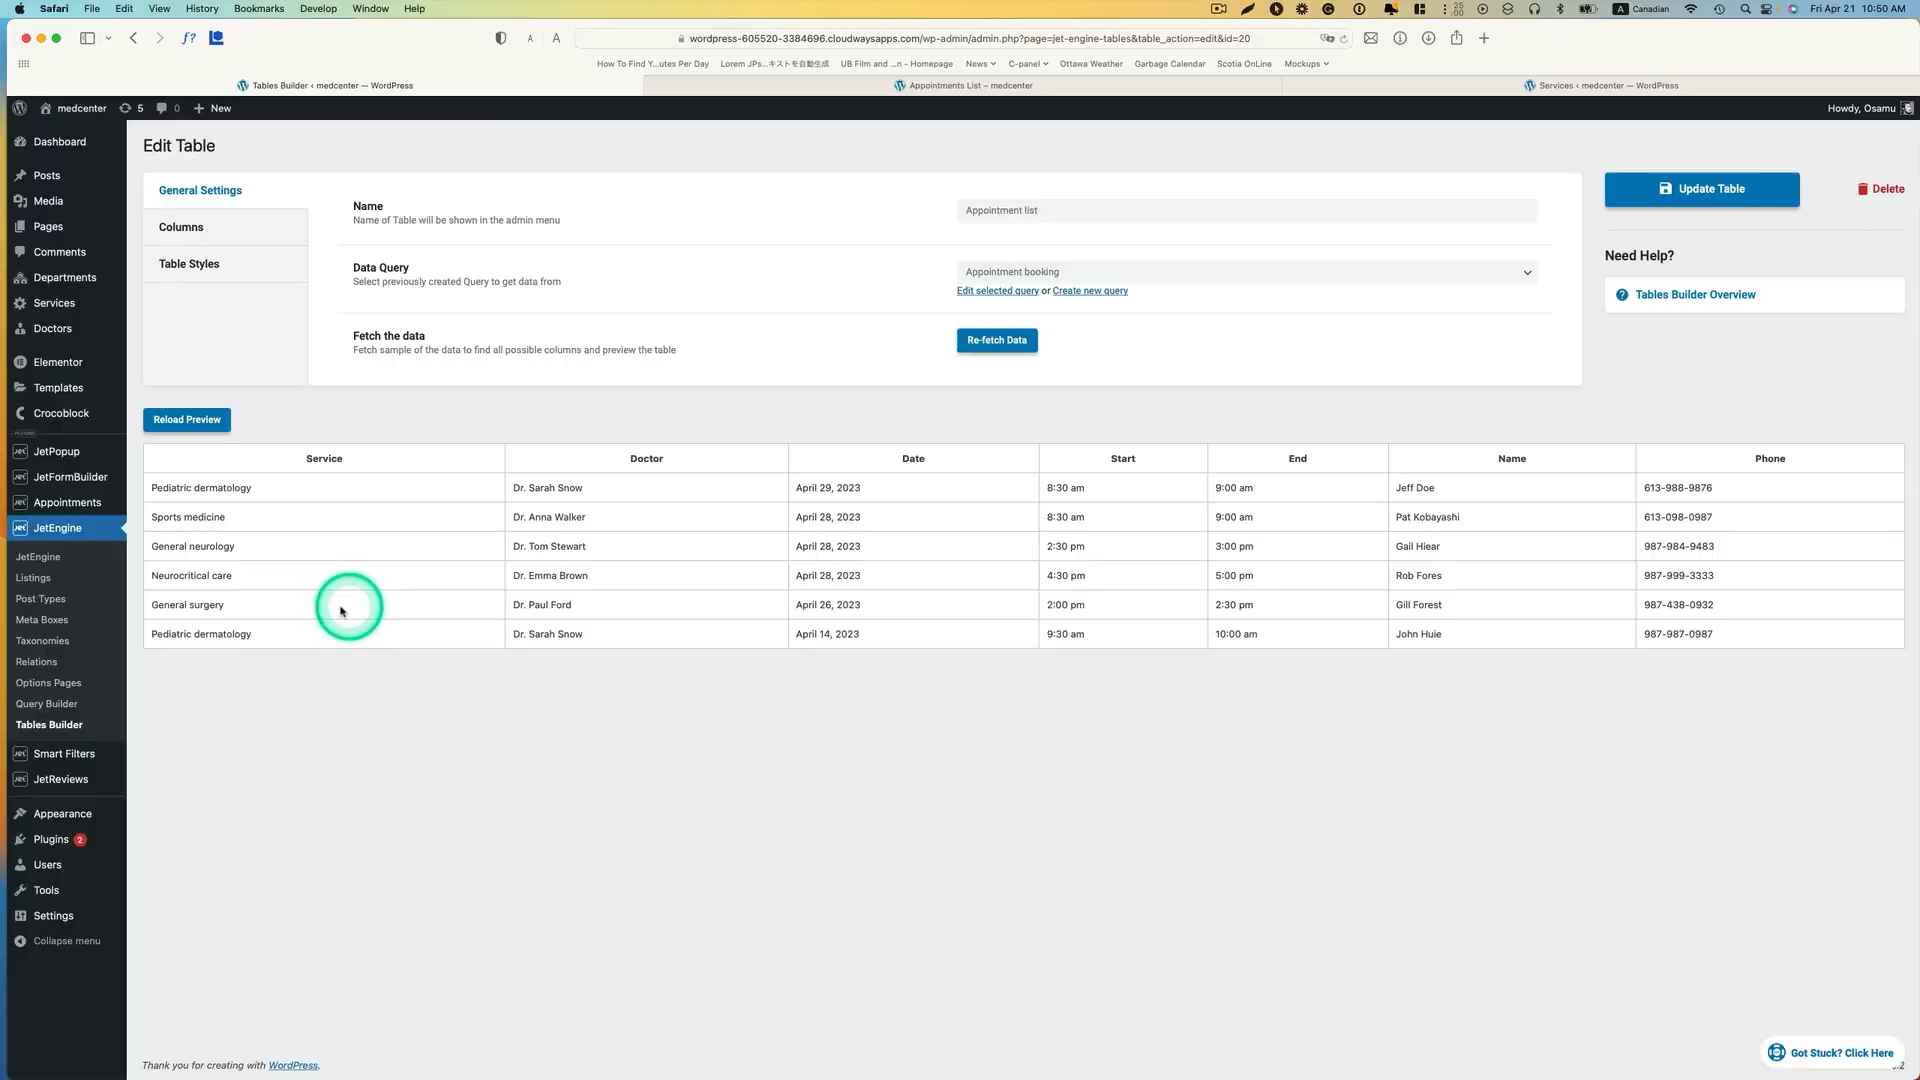 Safari File Edit View History Bookmarks Develop Window Help
25
00
A Canadian
Fri Apr 21 10:50 AM
f?
A A
wordpress-605520-3384696.cloudwaysapps.com/wp-admin/admin.php?page=jet-engine-tables&table_action=edit&id=20
How To Find Y...utes Per Day Lorem JPs...キストを自動生成 UB Film and ...n - Homepage News C-panel Ottawa Weather Garbage Calendar Scotia OnLine Mockups
Tables Builder ‹ medcenter — WordPress
Appointments List – medcenter
Services ‹ medcenter — WordPress
medcenter 5 0 + New
Howdy, Osamu
Dashboard
Posts
Media
Pages
Comments
Departments
Services
Doctors
Elementor
Templates
Crocoblock
JetPopup
JetFormBuilder
Appointments
JetEngine
JetEngine
Listings
Post Types
Meta Boxes
Taxonomies
Relations
Options Pages
Query Builder
Tables Builder
Smart Filters
JetReviews
Appearance
Plugins 2
Users
Tools
Settings
Collapse menu
Edit Table
General Settings
Columns
Table Styles
Name
Name of Table will be shown in the admin menu
Appointment list
Data Query
Select previously created Query to get data from
Appointment booking
Edit selected query or Create new query
Fetch the data
Fetch sample of the data to find all possible columns and preview the table
Re-fetch Data
Update Table
Delete
Need Help?
Tables Builder Overview
Reload Preview
Service Doctor Date Start End Name Phone
Pediatric dermatology Dr. Sarah Snow April 29, 2023 8:30 am 9:00 am Jeff Doe 613-988-9876
Sports medicine Dr. Anna Walker April 28, 2023 8:30 am 9:00 am Pat Kobayashi 613-098-0987
General neurology Dr. Tom Stewart April 28, 2023 2:30 pm 3:00 pm Gail Hiear 987-984-9483
Neurocritical care Dr. Emma Brown April 28, 2023 4:30 pm 5:00 pm Rob Fores 987-999-3333
General surgery Dr. Paul Ford April 26, 2023 2:00 pm 2:30 pm Gill Forest 987-438-0932
Pediatric dermatology Dr. Sarah Snow April 14, 2023 9:30 am 10:00 am John Huie 987-987-0987
Thank you for creating with WordPress.
Got Stuck? Click Here